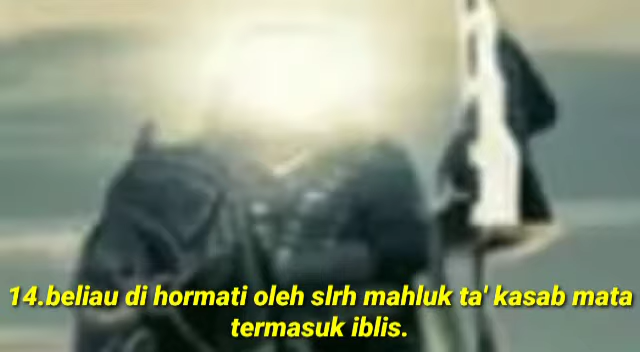 14.beliau di hormati oleh slrh mahluk ta' kasab mata
termasuk iblis.